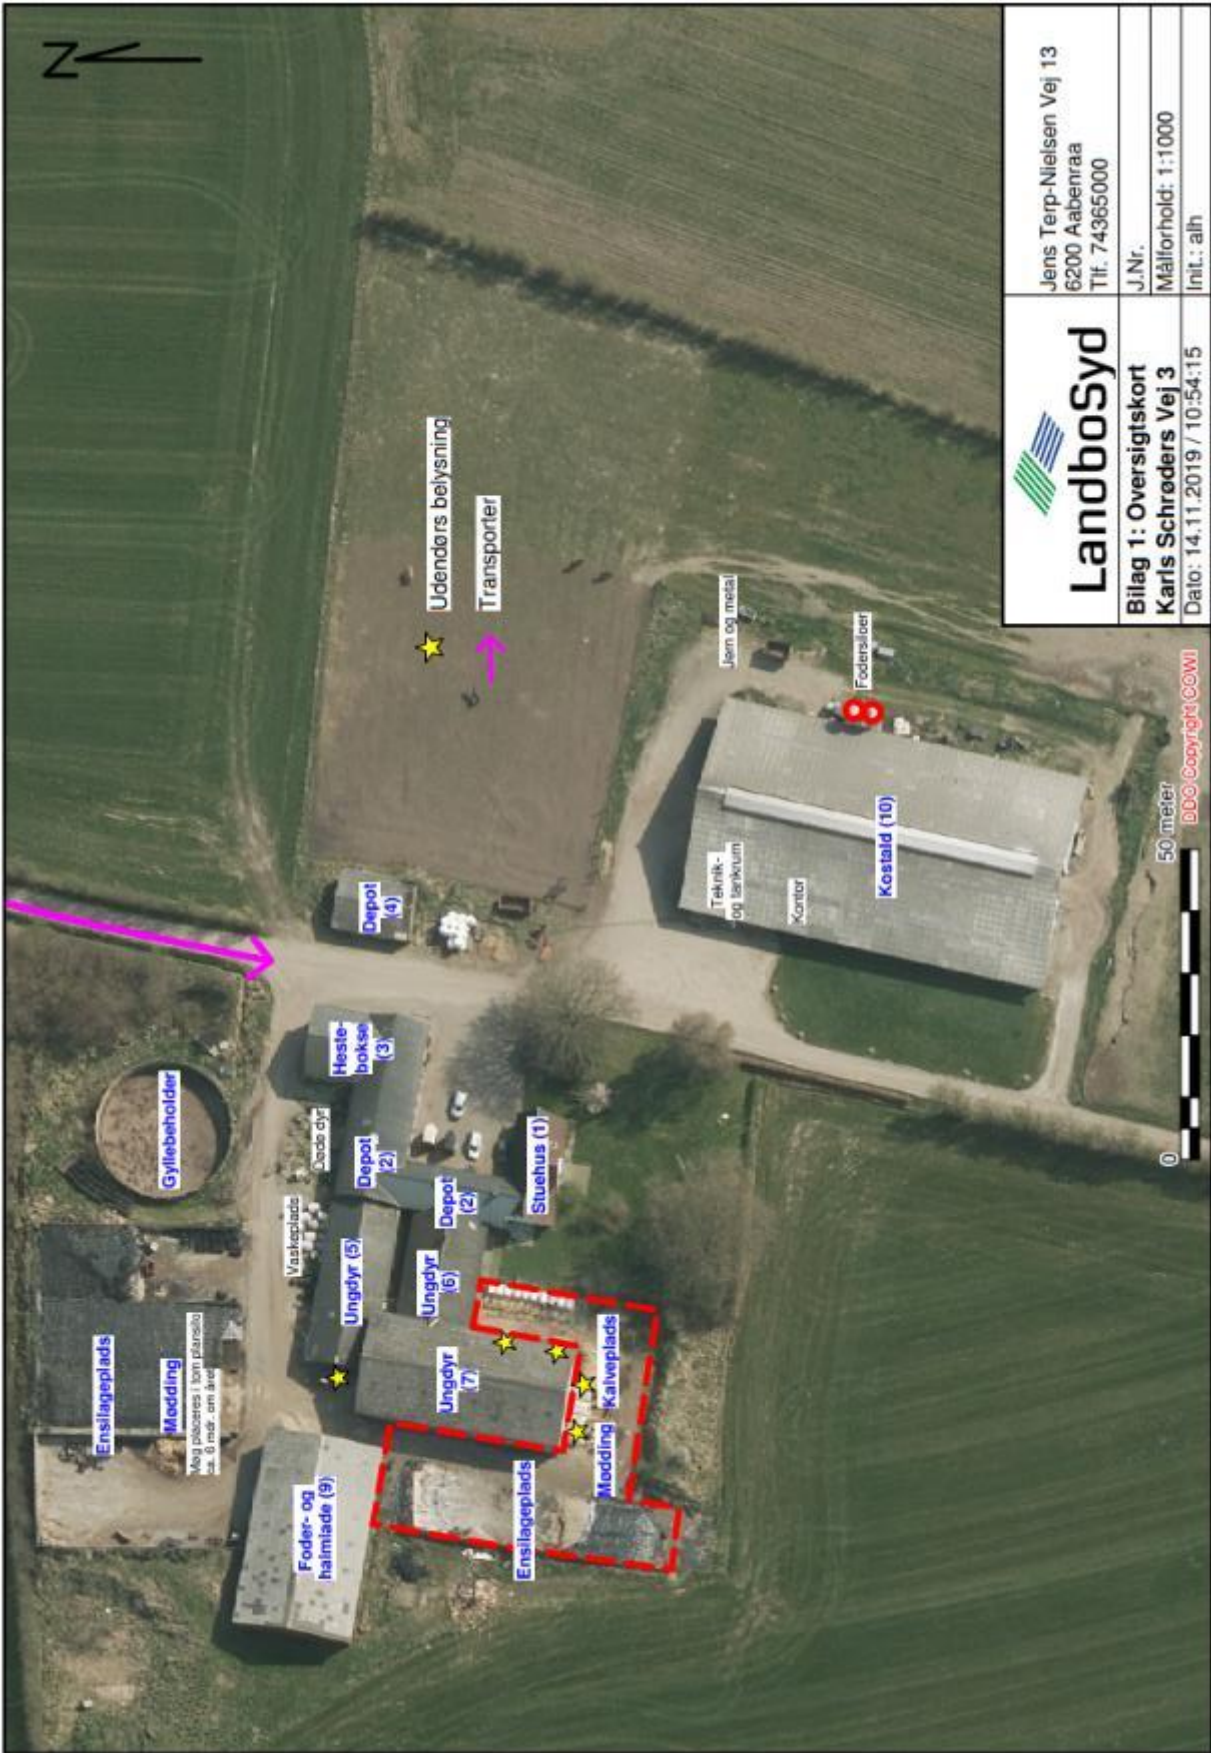 N
Udendørs belysning
Transporter
Ensilageplads
Mødding
Møg placeres i tom plansilo
ca. 6 mdr. om året
Gyllebeholder
Foder- og
halmlade (9)
Vaskeplads
Døde dyr
Heste-
bokse
(3)
Depot
(4)
Ungdyr (5)
Depot
(2)
Ungdyr
(6)
Depot
(2)
Ungdyr
(7)
Stuehus (1)
Ensilageplads
Mødding
Kalveplads
Teknik-
og tankrum
Kontor
Kostald (10)
Jern og metal
Fodersiloer
0
50 meter
DDO Copyright COWI
LandboSyd
Jens Terp-Nielsen Vej 13
6200 Aabenraa
Tlf. 74365000
Bilag 1: Oversigtskort
Karls Schrøders Vej 3
J.Nr.
Målforhold: 1:1000
Dato: 14.11.2019 / 10:54:15
Init.: alh